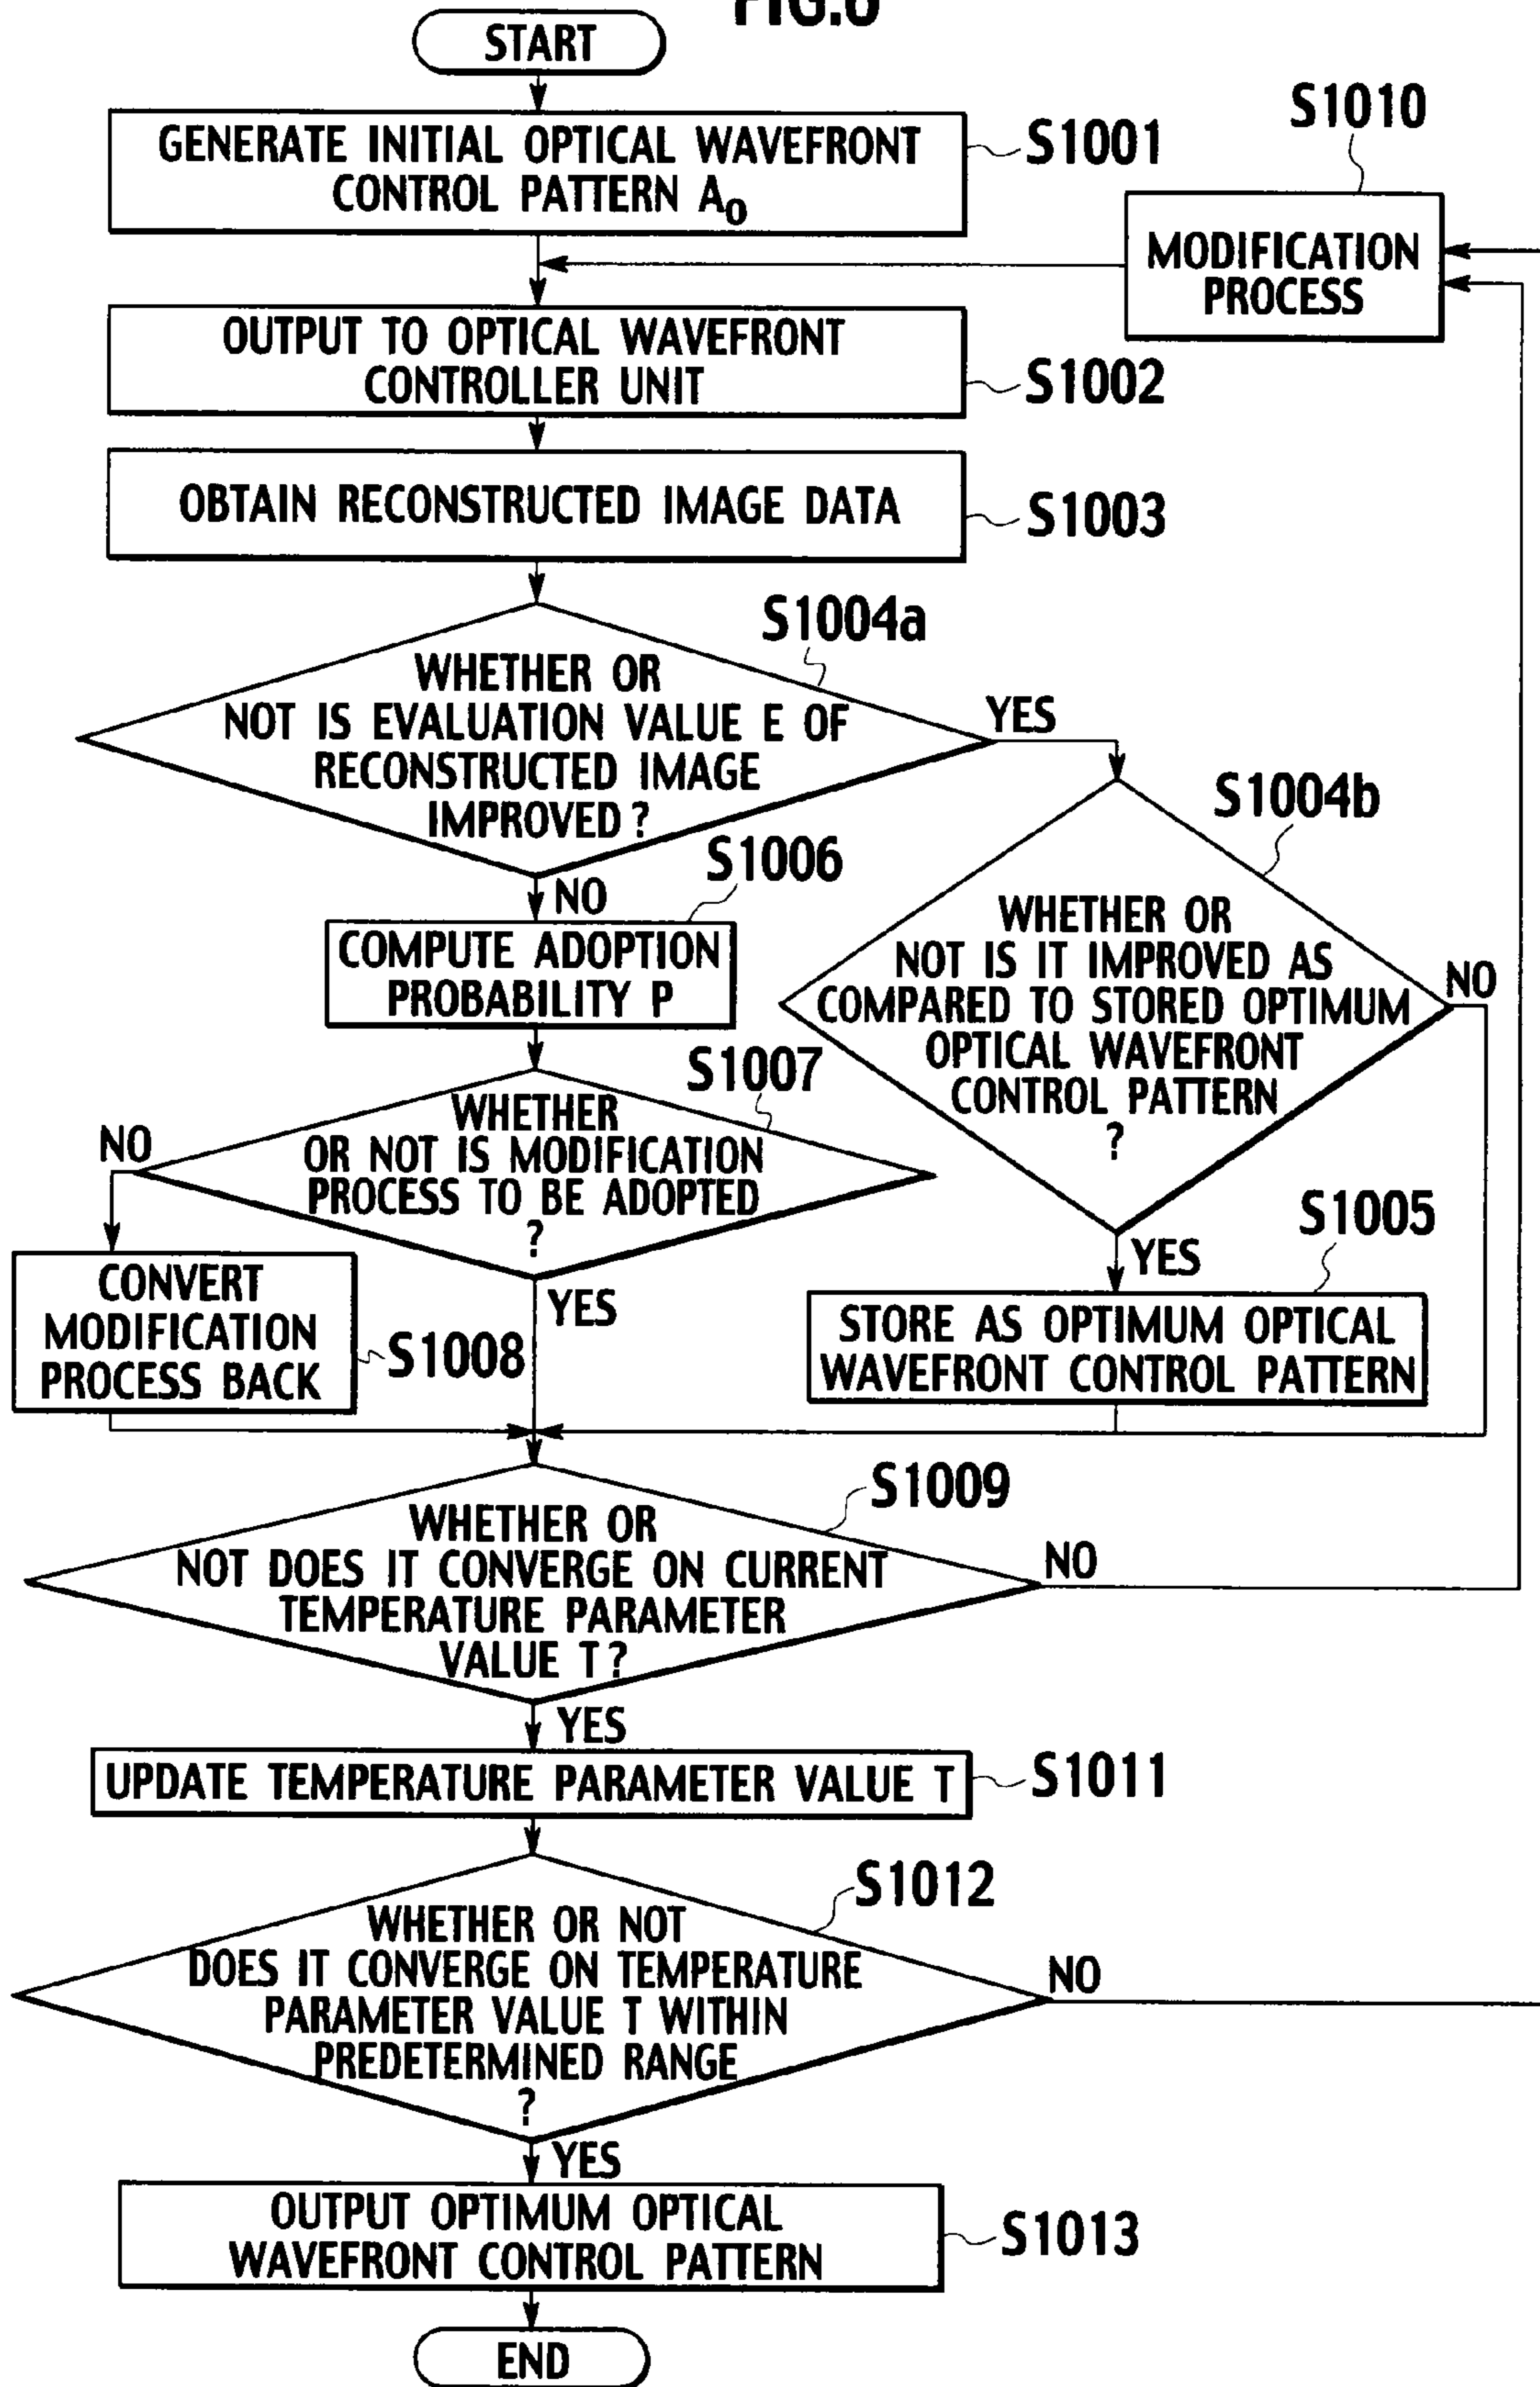 START
GENERATE INITIAL OPTICAL WAVEFRONT
CONTROL PATTERN A0
S1001
S1010
MODIFICATION
PROCESS
OUTPUT TO OPTICAL WAVEFRONT
CONTROLLER UNIT
S1002
OBTAIN RECONSTRUCTED IMAGE DATA
S1003
S1004a
WHETHER OR
NOT IS EVALUATION VALUE E OF
RECONSTRUCTED IMAGE
IMPROVED ?
YES
NO
S1004b
WHETHER OR
NOT IS IT IMPROVED AS
COMPARED TO STORED OPTIMUM
OPTICAL WAVEFRONT
CONTROL PATTERN
?
NO
YES
S1006
COMPUTE ADOPTION
PROBABILITY P
S1007
WHETHER
OR NOT IS MODIFICATION
PROCESS TO BE ADOPTED
?
NO
YES
S1005
STORE AS OPTIMUM OPTICAL
WAVEFRONT CONTROL PATTERN
CONVERT
MODIFICATION
PROCESS BACK
S1008
S1009
WHETHER OR
NOT DOES IT CONVERGE ON CURRENT
TEMPERATURE PARAMETER
VALUE T ?
NO
YES
UPDATE TEMPERATURE PARAMETER VALUE T
S1011
S1012
WHETHER OR NOT
DOES IT CONVERGE ON TEMPERATURE
PARAMETER VALUE T WITHIN
PREDETERMINED RANGE
?
NO
YES
OUTPUT OPTIMUM OPTICAL
WAVEFRONT CONTROL PATTERN
S1013
END